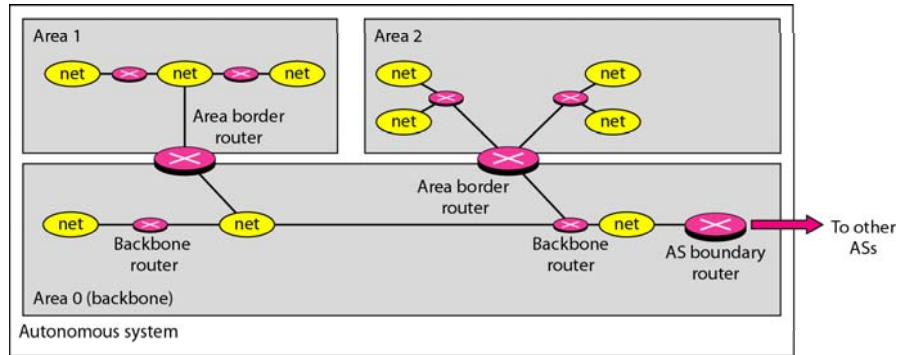 Area 1
net
net
net
Area border
router
Area 2
net
net
net
net
Area border
router
net
Backbone
router
net
Backbone
router
net
AS boundary
router
To other
ASs
Area 0 (backbone)
Autonomous system